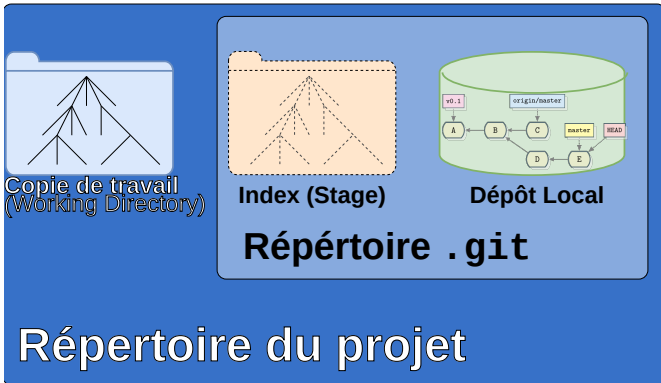 v0.1
origin/master
A
B
C
master
HEAD
D
E
Copie de travail
(Working Directory)
Index (Stage)
Dépôt Local
Répértoire .git
Répertoire du projet